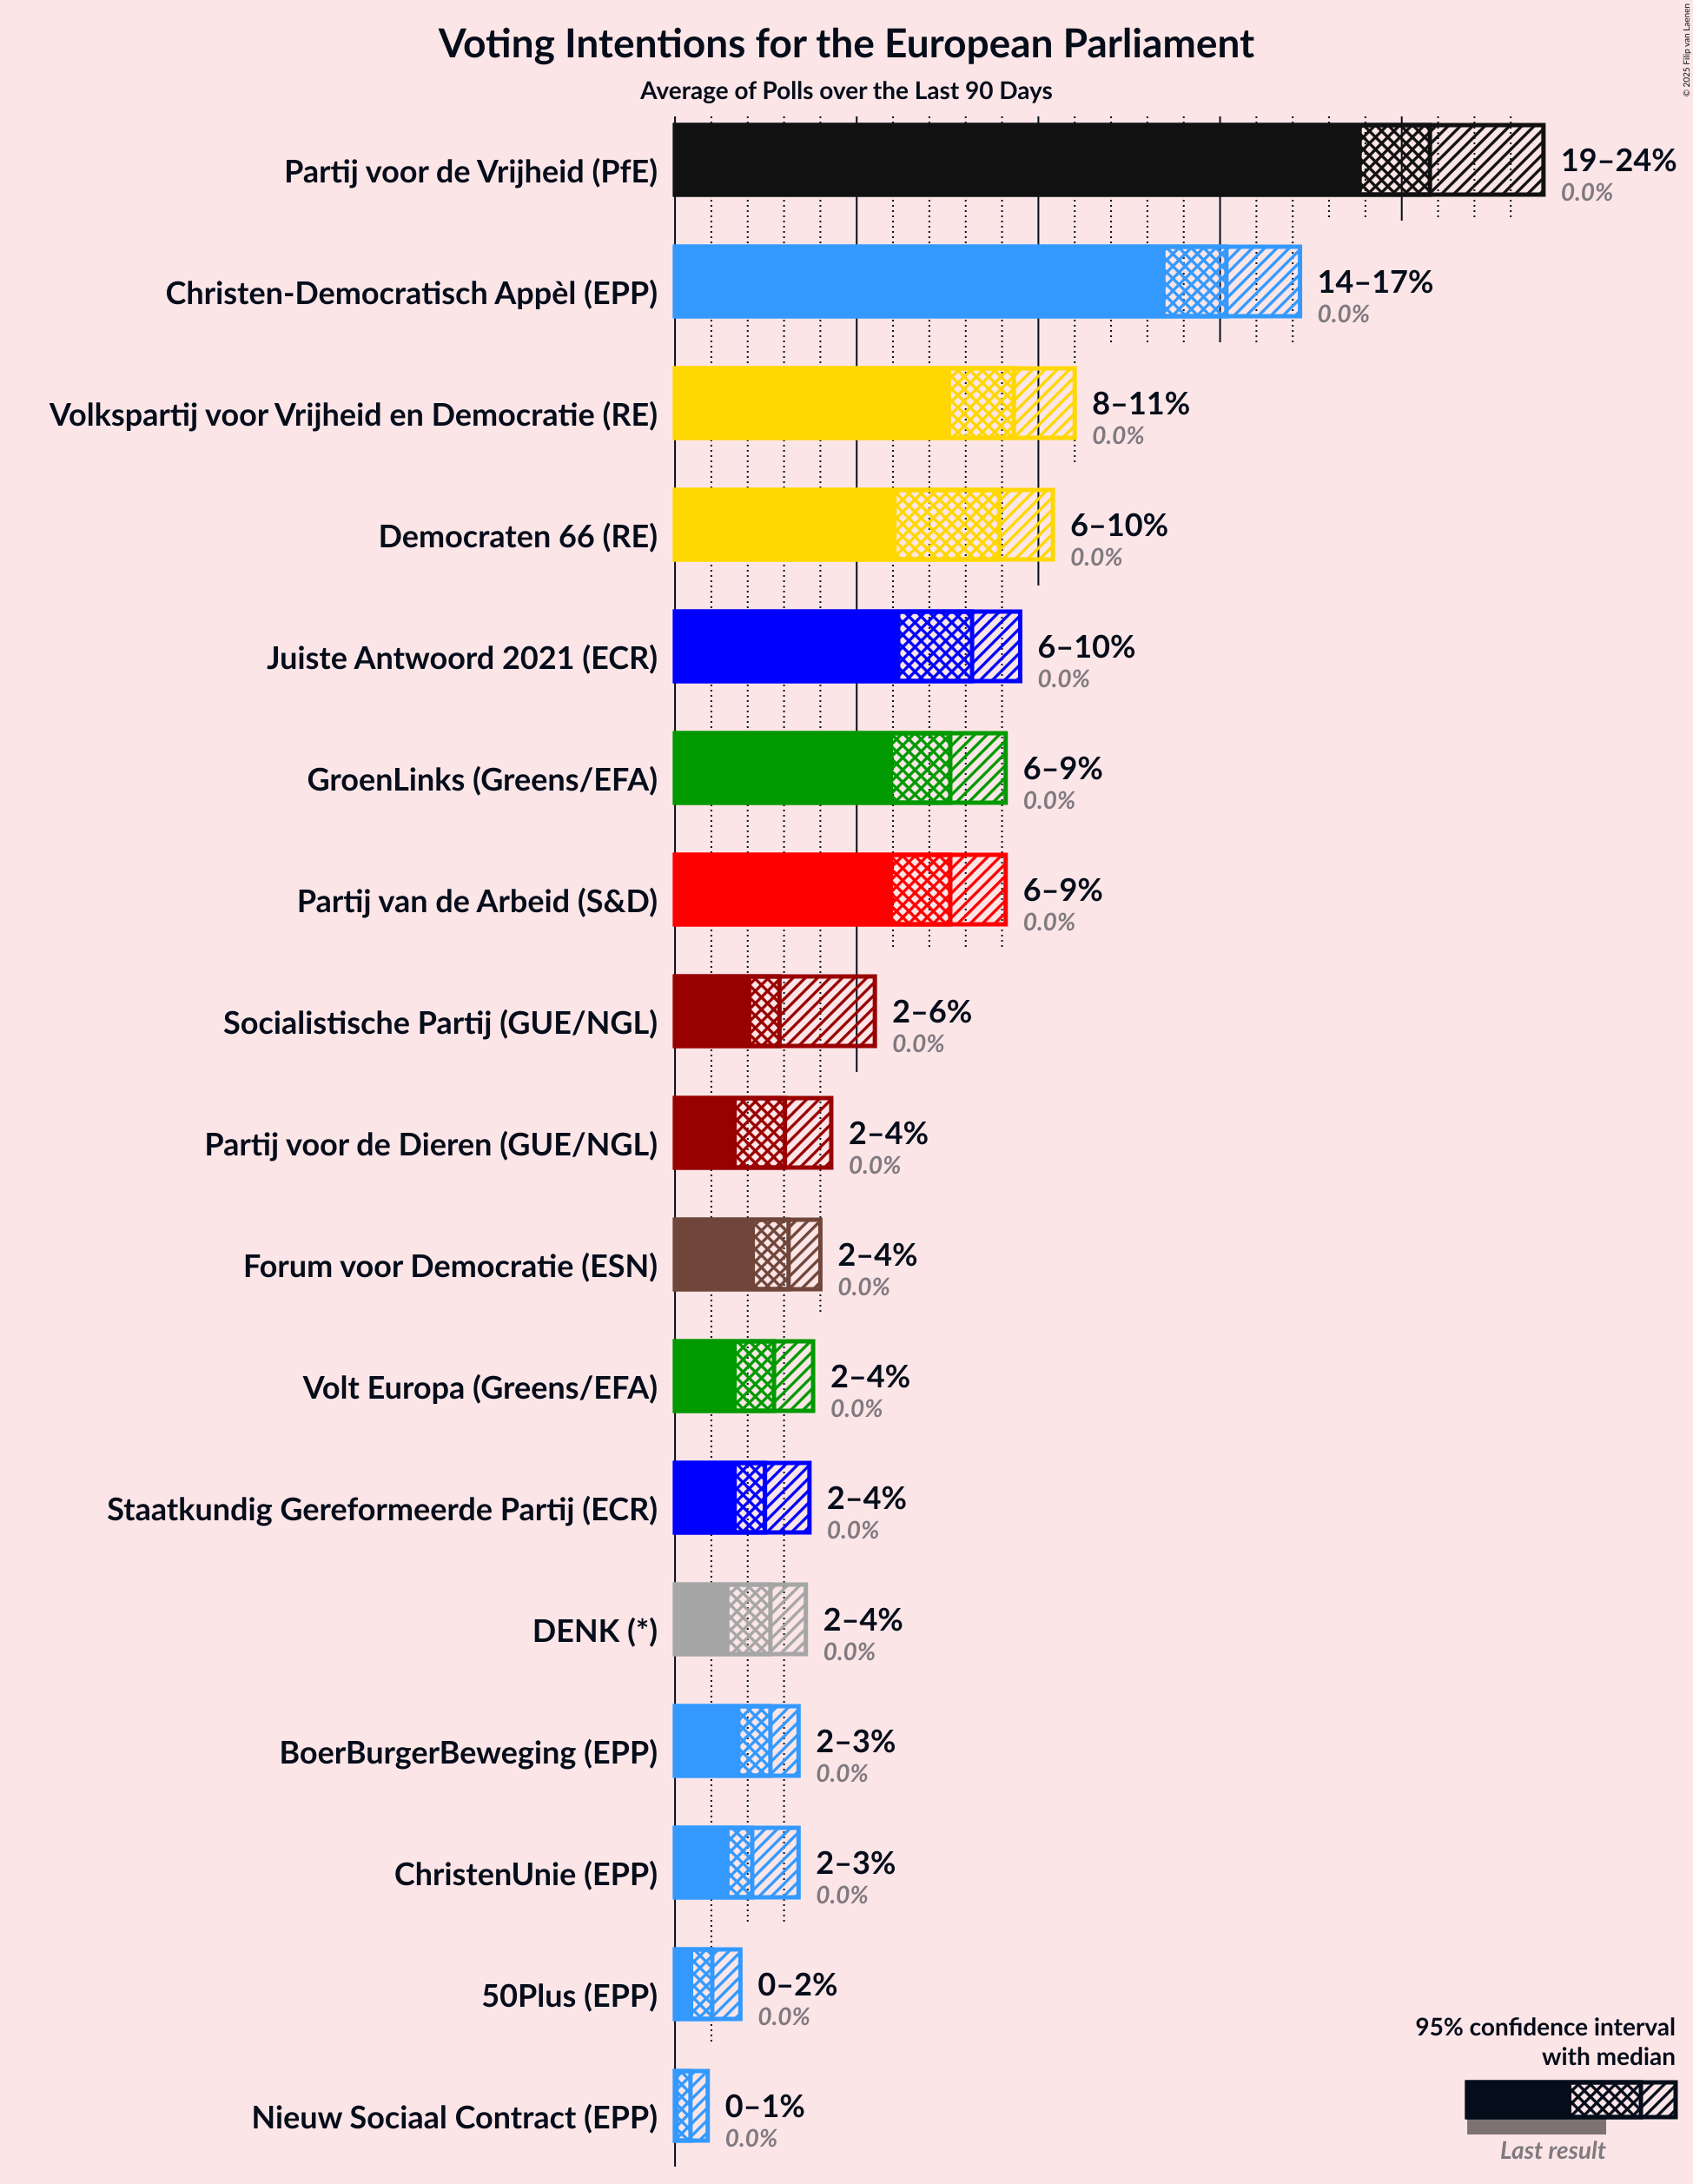 Voting Intentions for the European Parliament
Average of Polls over the Last 90 Days
© 2025 Filip van Laenen
Partij voor de Vrijheid (PfE)
19–24%
0.0%
Christen-Democratisch Appèl (EPP)
14–17%
0.0%
Volkspartij voor Vrijheid en Democratie (RE)
8–11%
0.0%
Democraten 66 (RE)
6–10%
0.0%
Juiste Antwoord 2021 (ECR)
6–10%
0.0%
GroenLinks (Greens/EFA)
6–9%
0.0%
Partij van de Arbeid (S&D)
6–9%
0.0%
Socialistische Partij (GUE/NGL)
2–6%
0.0%
Partij voor de Dieren (GUE/NGL)
2–4%
0.0%
Forum voor Democratie (ESN)
2–4%
0.0%
Volt Europa (Greens/EFA)
2–4%
0.0%
Staatkundig Gereformeerde Partij (ECR)
2–4%
0.0%
DENK (*)
2–4%
0.0%
BoerBurgerBeweging (EPP)
2–3%
0.0%
ChristenUnie (EPP)
2–3%
0.0%
50Plus (EPP)
0–2%
0.0%
Nieuw Sociaal Contract (EPP)
0–1%
0.0%
95% confidence interval
with median
Last result